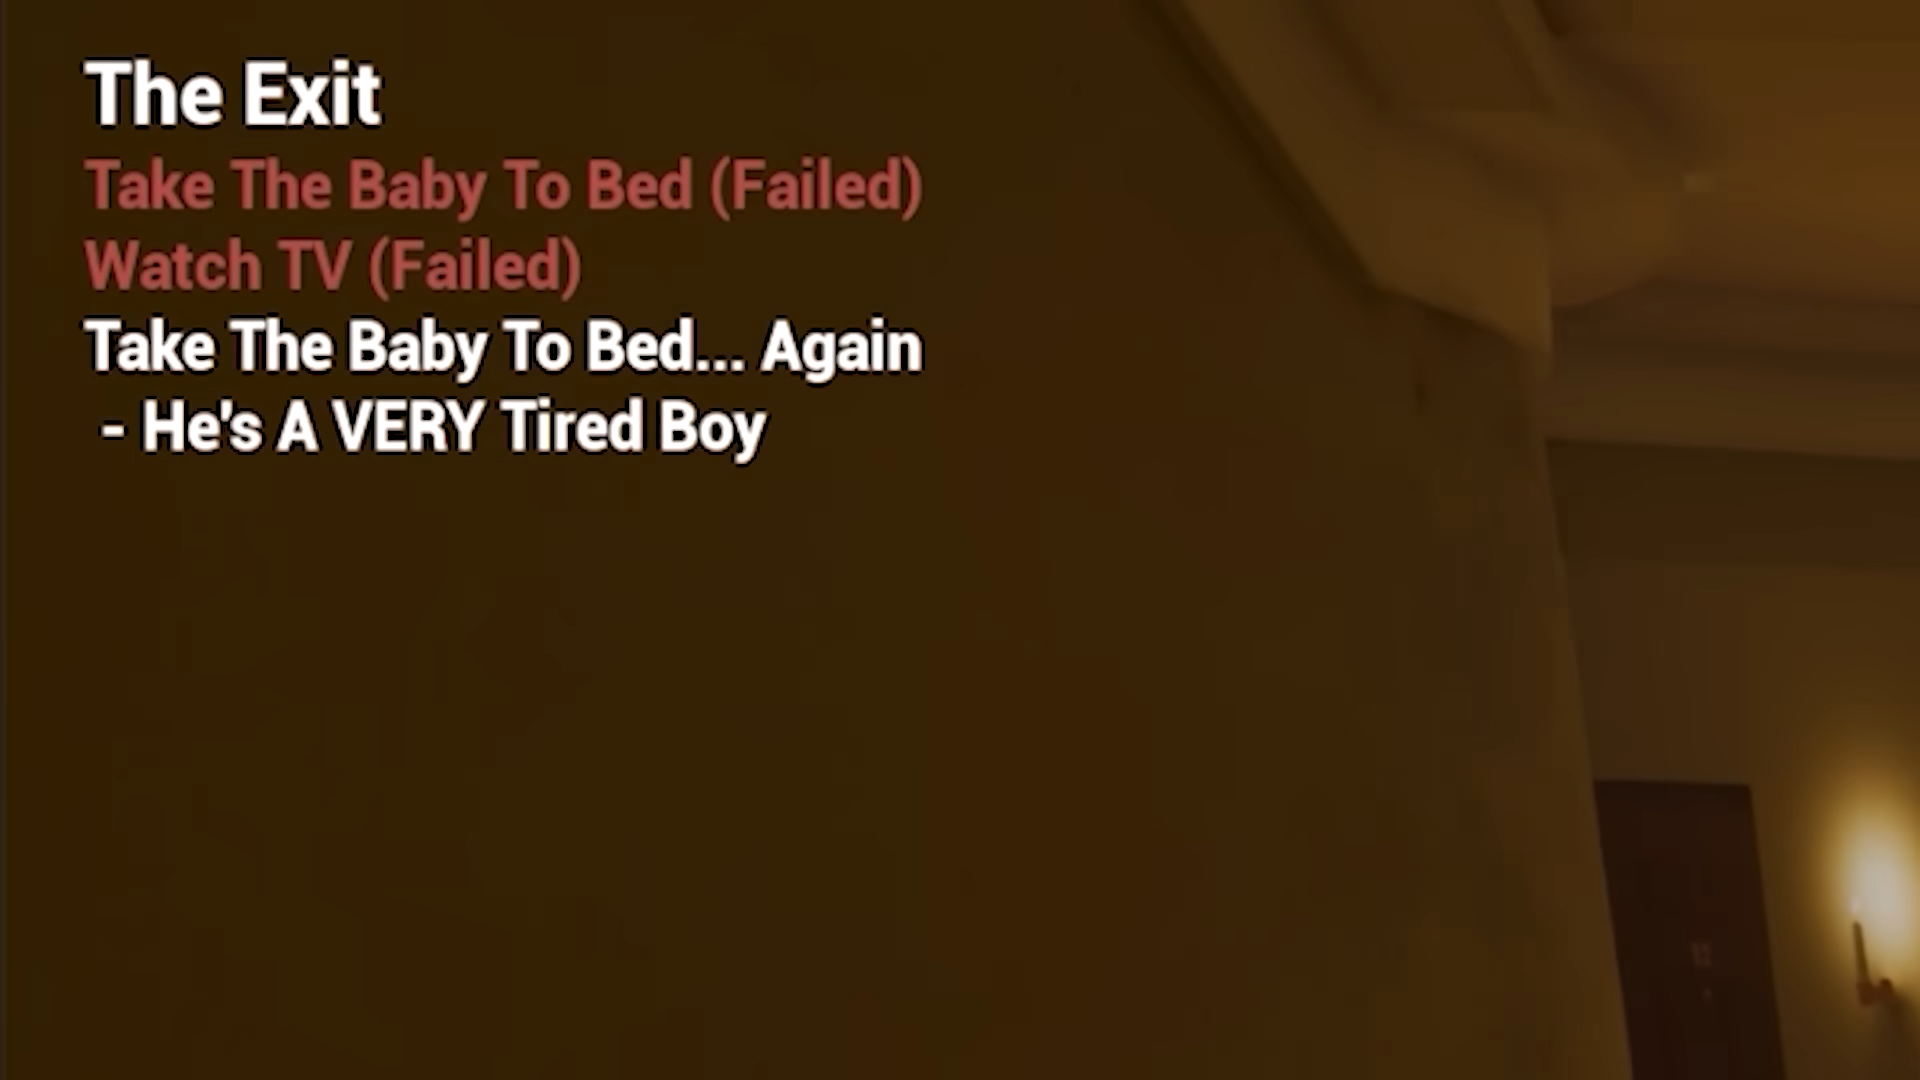 The Exit
Take The Baby To Bed (Failed)
Watch TV (Failed)
Take The Baby To Bed... Again
- He's A VERY Tired Boy